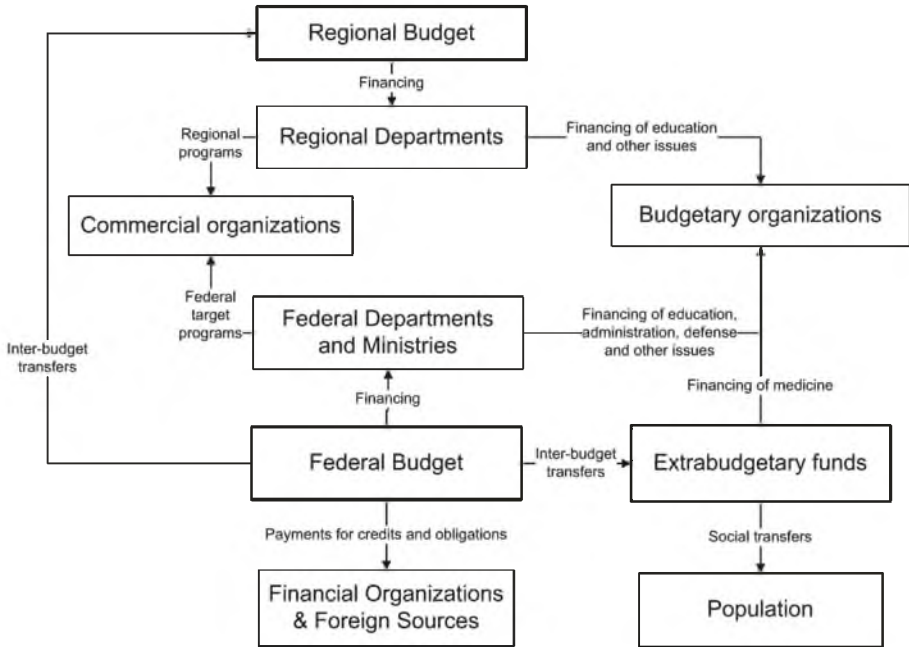 Regional Budget
Financing
Regional
programs
Regional Departments
Financing of education
and other issues
Commercial organizations
Budgetary organizations
Federal
target
programs
Federal Departments
and Ministries
Financing of education,
administration, defense
and other issues
Inter-budget
transfers
Financing
Financing of medicine
Federal Budget
Inter-budget
transfers
Extrabudgetary funds
Payments for credits and obligations
Social transfers
Financial Organizations
& Foreign Sources
Population